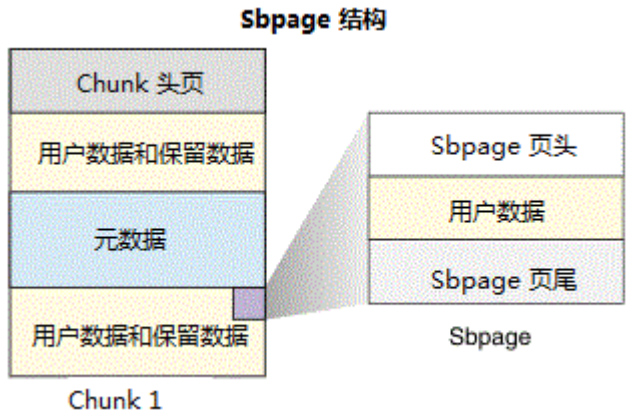 Sbpage 结构
Chunk 头页
用户数据和保留数据
元数据
用户数据和保留数据
Chunk 1
Sbpage 页头
用户数据
Sbpage 页尾
Sbpage